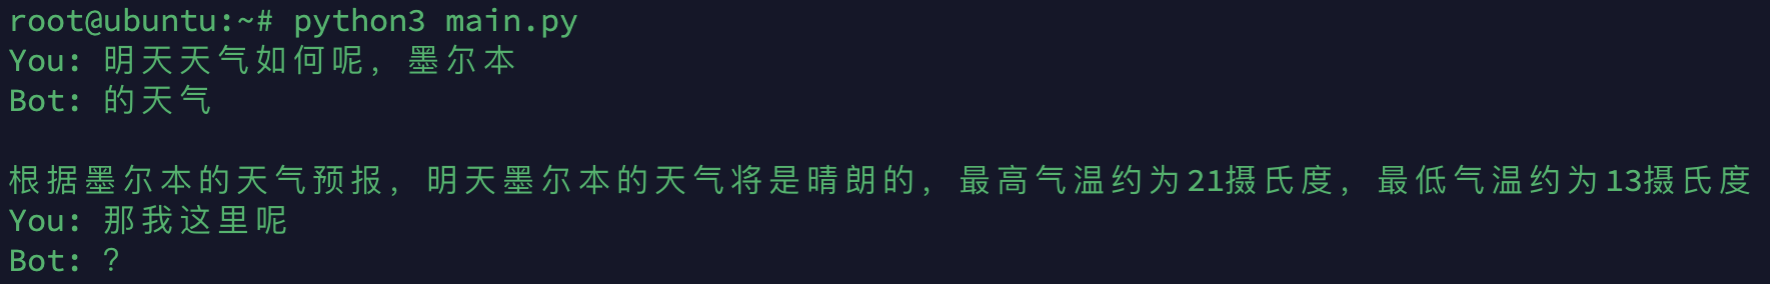 root@ubuntu:~# python3 main.py
You: 明天天气如何呢，墨尔本
Bot: 的天气
根据墨尔本的天气预报，明天墨尔本的天气将是晴朗的，最高气温约为21摄氏度，最低气温约为13摄氏度
You: 那我这里呢
Bot: ？